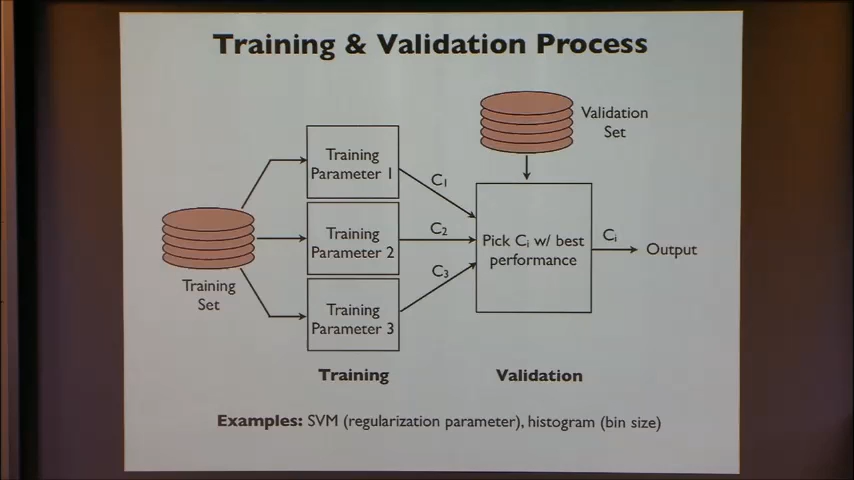 Training & Validation Process
Validation
Set
Training
Parameter 1
C1
Training
Parameter 2
C2
Pick Ci w/ best
performance
Ci
Output
Training
Set
C3
Training
Parameter 3
Training
Validation
Examples: SVM (regularization parameter), histogram (bin size)